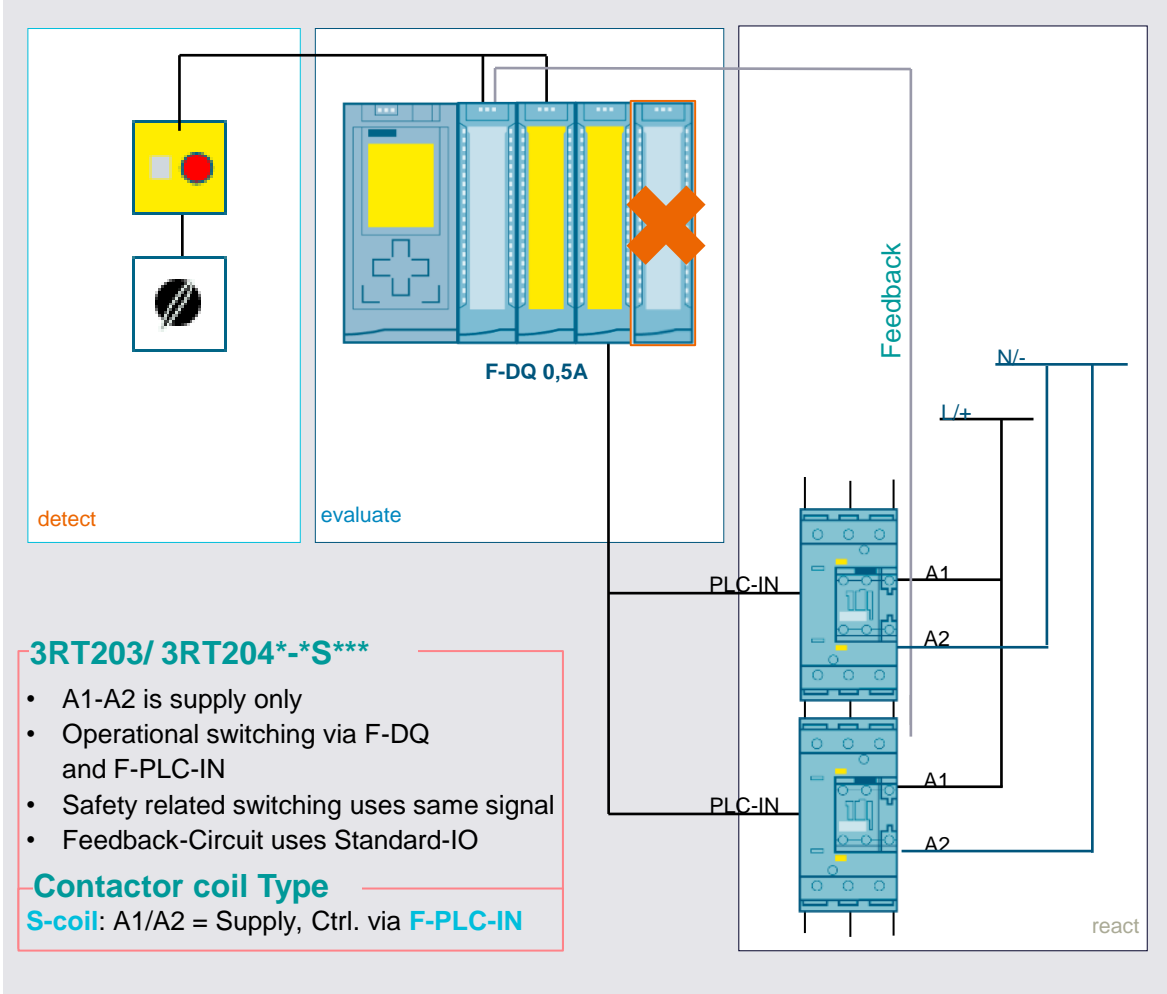 Feedback
F-DQ 0,5A
N/-
L/+
detect
evaluate
PLC-IN
A1
A2
PLC-IN
A1
A2
react
3RT203/ 3RT204*-*S***
• A1-A2 is supply only
• Operational switching via F-DQ
and F-PLC-IN
• Safety related switching uses same signal
• Feedback-Circuit uses Standard-IO
Contactor coil Type
S-coil: A1/A2 = Supply, Ctrl. via F-PLC-IN